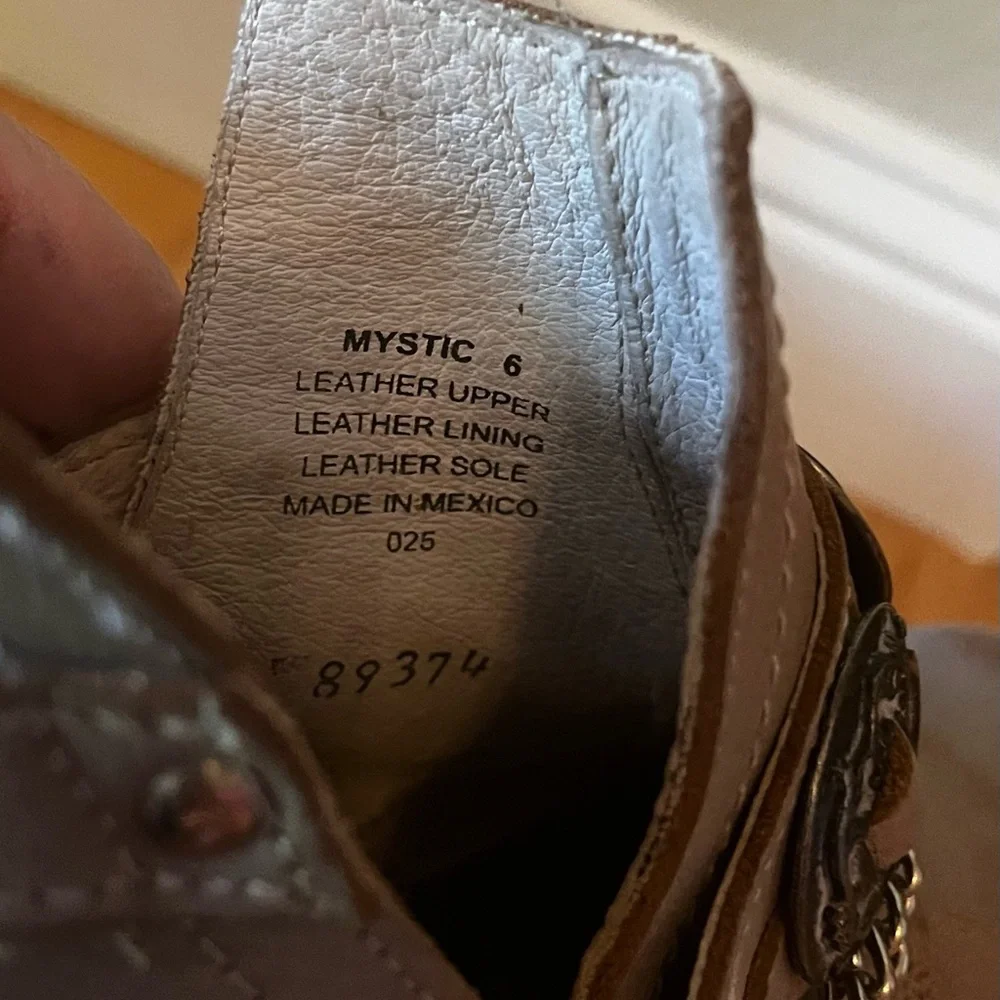 MYSTIC 6
LEATHER UPPER
LEATHER LINING
LEATHER SOLE
MADE IN MEXICO
025
89374